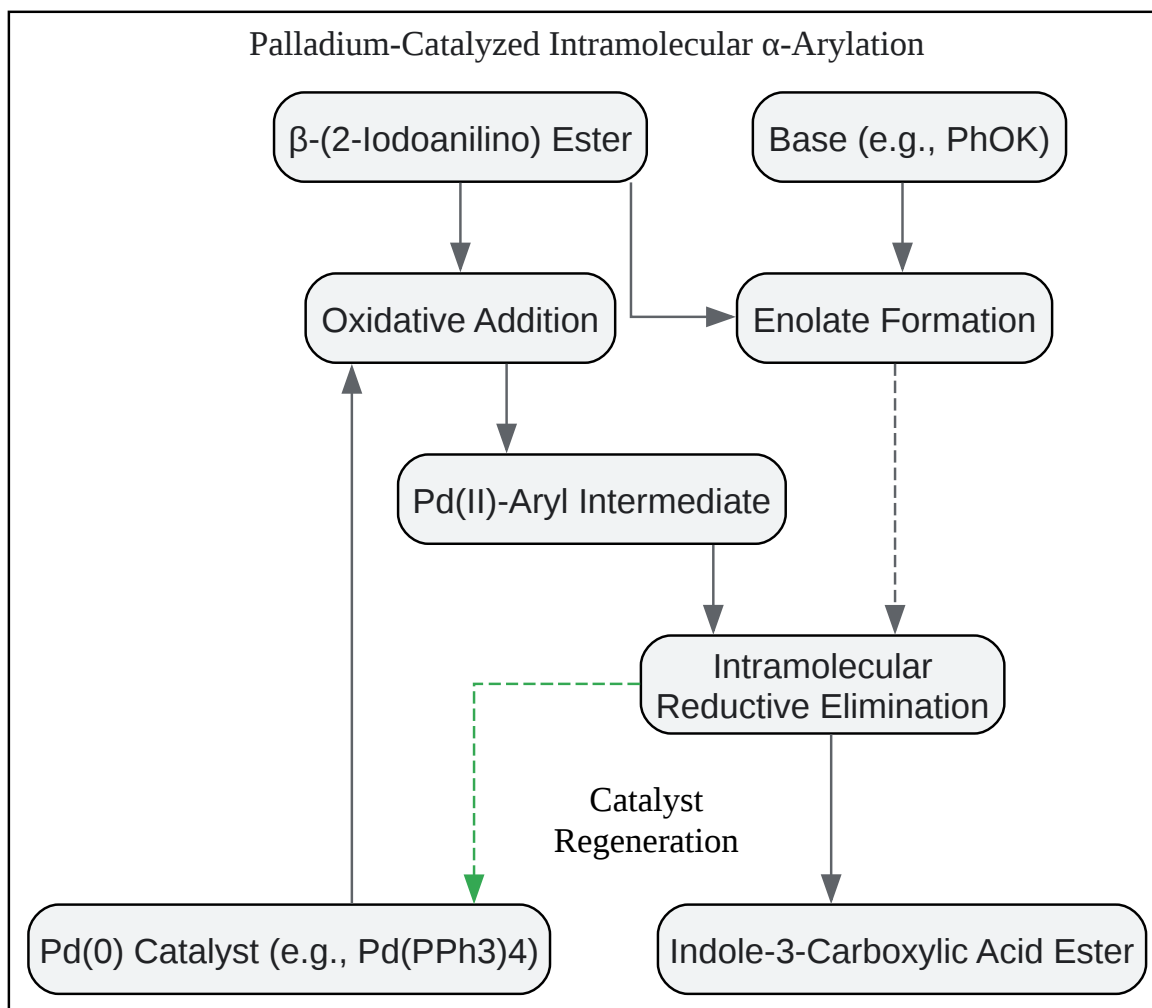 Palladium-Catalyzed Intramolecular α-Arylation
β-(2-Iodoanilino) Ester
Base (e.g., PhOK)
Oxidative Addition
Enolate Formation
Pd(II)-Aryl Intermediate
Intramolecular
Reductive Elimination
Catalyst
Regeneration
Pd(0) Catalyst (e.g., Pd(PPh3)4)
Indole-3-Carboxylic Acid Ester